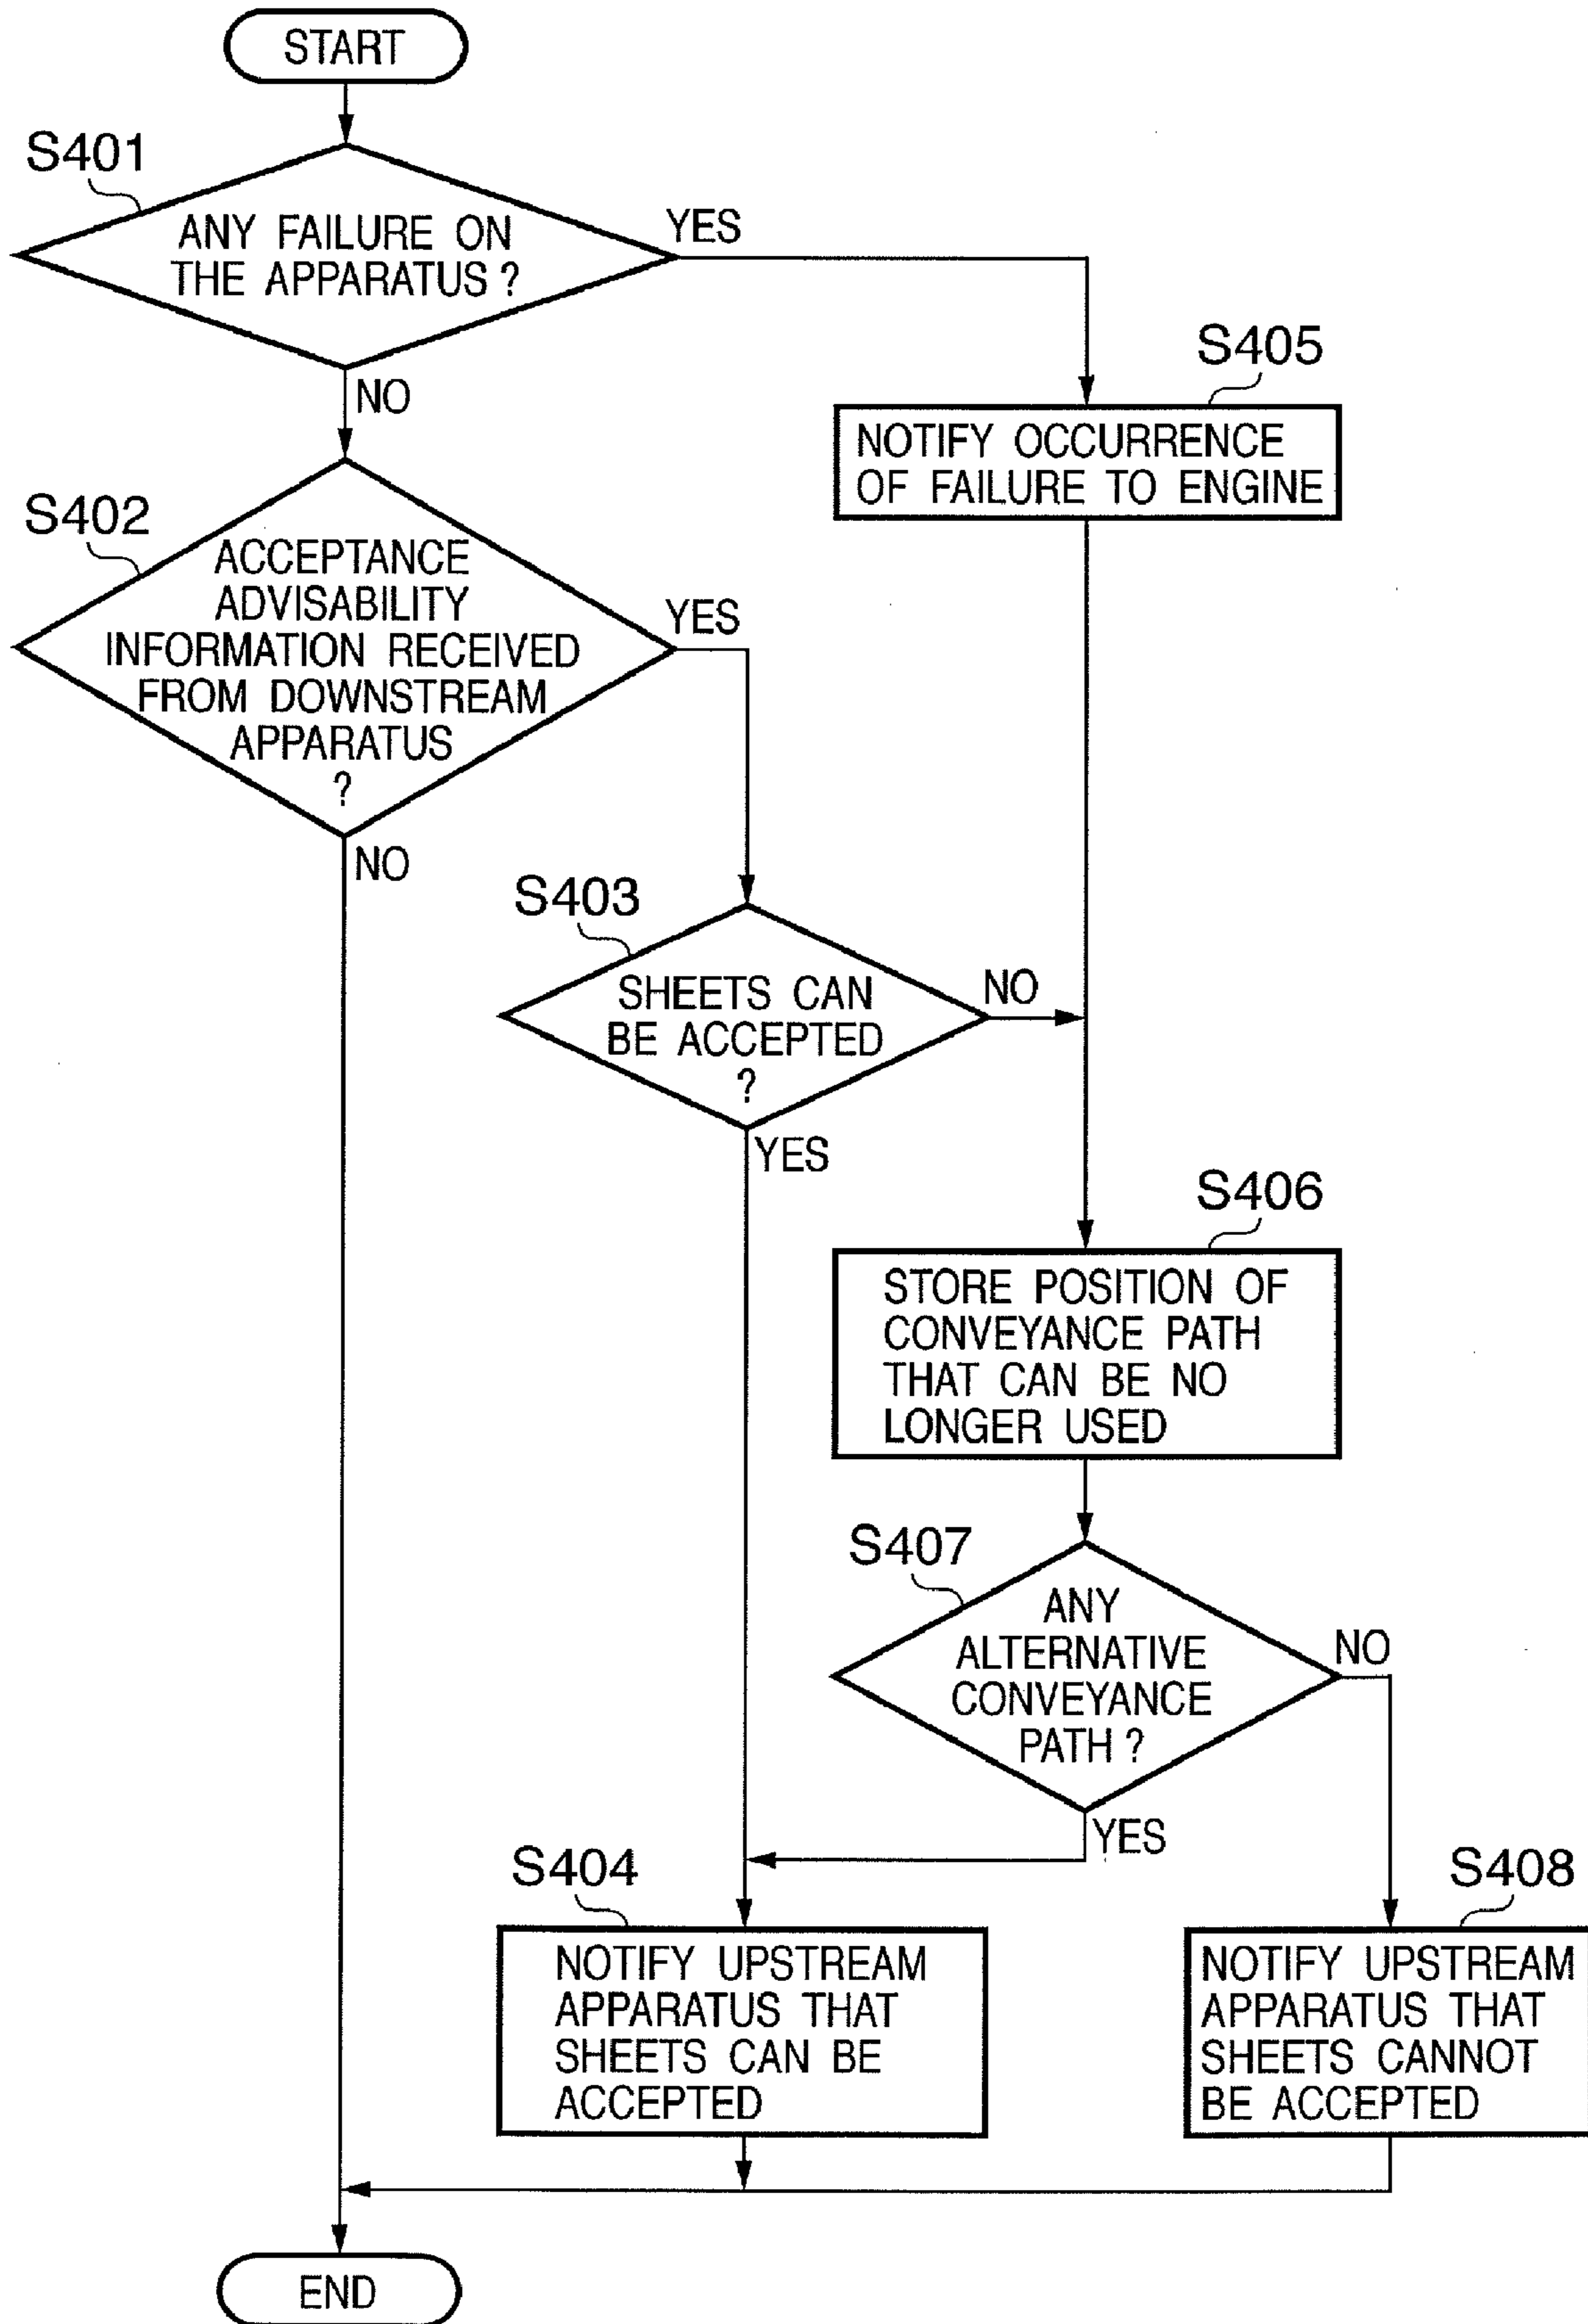 START
S401
ANY FAILURE ON
THE APPARATUS ?
YES
NO
S405
NOTIFY OCCURRENCE
OF FAILURE TO ENGINE
S402
ACCEPTANCE
ADVISABILITY
INFORMATION RECEIVED
FROM DOWNSTREAM
APPARATUS
?
YES
NO
S403
SHEETS CAN
BE ACCEPTED
?
NO
YES
S406
STORE POSITION OF
CONVEYANCE PATH
THAT CAN BE NO
LONGER USED
S407
ANY
ALTERNATIVE
CONVEYANCE
PATH ?
NO
YES
S404
NOTIFY UPSTREAM
APPARATUS THAT
SHEETS CAN BE
ACCEPTED
S408
NOTIFY UPSTREAM
APPARATUS THAT
SHEETS CANNOT
BE ACCEPTED
END